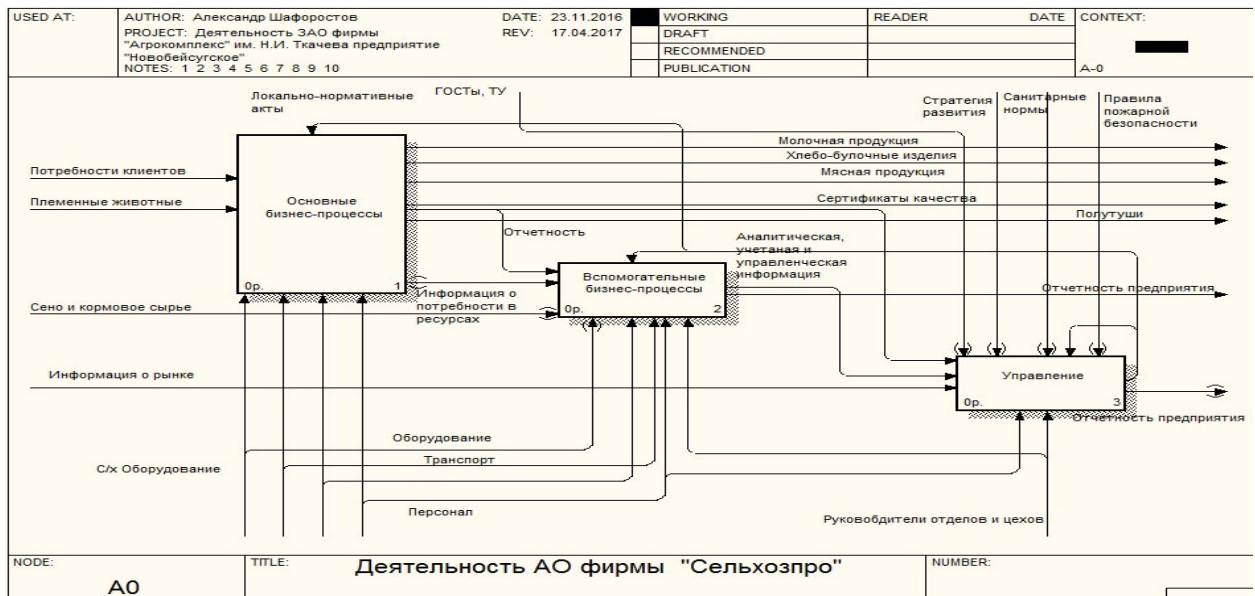 USED AT:
AUTHOR: Александр Шафоростов
DATE: 23.11.2016
PROJECT: Деятельность ЗАО фирмы
REV: 17.04.2017
"Агрокомплекс" им. Н.И. Ткачева предприятие
"Новобейсугское"
NOTES: 1 2 3 4 5 6 7 8 9 10
WORKING
DRAFT
RECOMMENDED
PUBLICATION
READER
DATE
CONTEXT:
A-0
Локально-нормативные
акты
ГОСТы, ТУ
Стратегия
развития
Санитарные
нормы
Правила
пожарной
безопасности
Потребности клиентов
Племенные животные
Основные
бизнес-процессы
0р.
1
Молочная продукция
Хлебо-булочные изделия
Мясная продукция
Сертификаты качества
Полутуши
Отчетность
Аналитическая,
учетаная и
управленческая
информация
Вспомогательные
бизнес-процессы
0р.
2
Информация о
потребности в
ресурсах
Сено и кормовое сырье
Отчетность предприятия
Информация о рынке
Управление
0р.
3
Отчетность предприятия
Оборудование
С/х Оборудование
Транспорт
Персонал
Руковобдители отделов и цехов
NODE:
A0
TITLE:
Деятельность АО фирмы "Сельхозпро"
NUMBER: